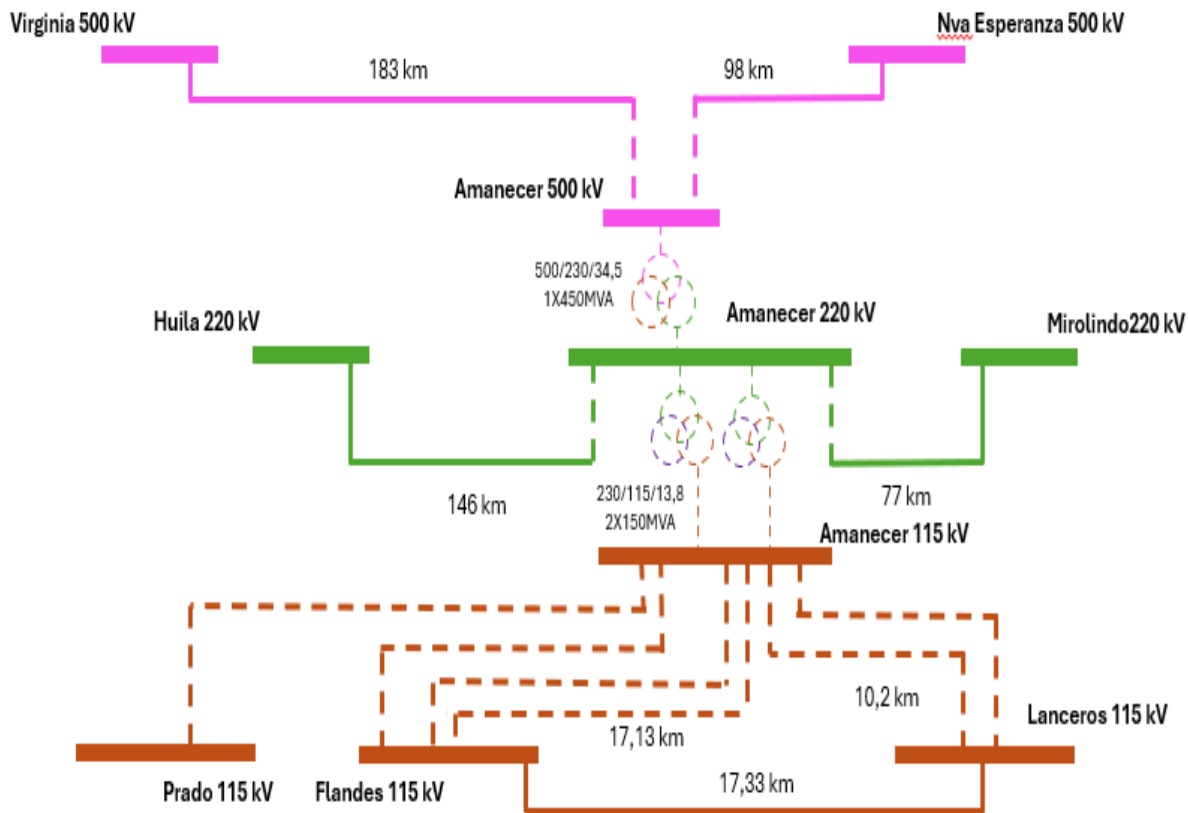 Virginia 500 kV
Nva Esperanza 500 kV
183 km
98 km
Amanecer 500 kV
500/230/34,5
1X450MVA
Huila 220 kV
Amanecer 220 kV
Mirolindo220 kV
146 km
230/115/13,8
2X150MVA
77 km
Amanecer 115 kV
10,2 km
17,13 km
Lanceros 115 kV
Prado 115 kV
Flandes 115 kV
17,33 km